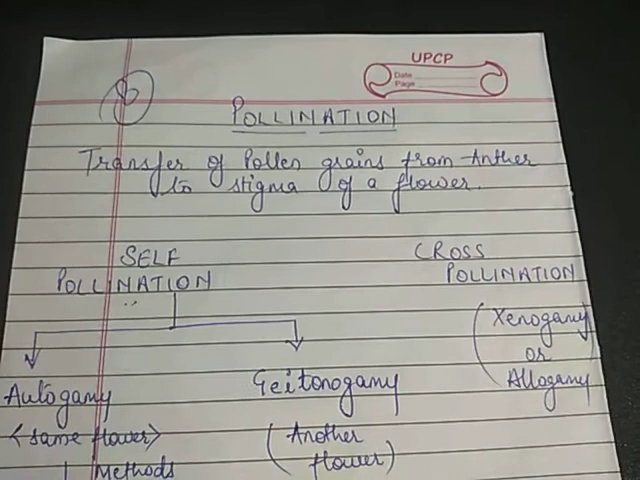 UPCP
Date
Page
6
POLLINATION
Transfer of Pollen grains from Anther
to stigma of a flower.
SELF
POLLINATION
CROSS
POLLINATION
(Xenogamy
or
Allogamy
Autogamy
<same flower>
Methods
Geitonogamy
(Another
flower)